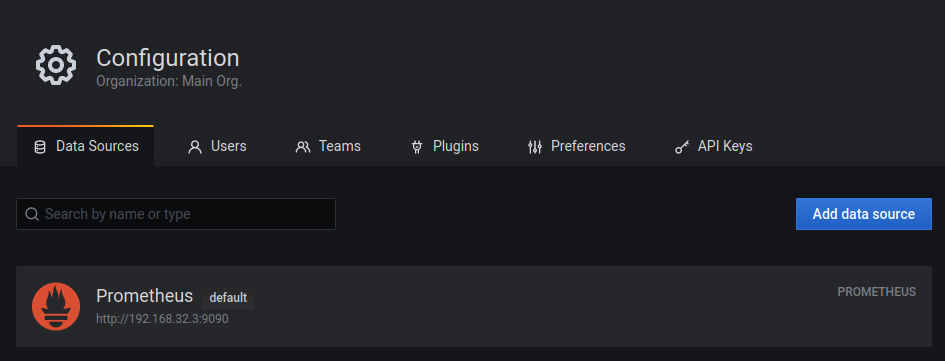 Configuration
Organization: Main Org.
Data Sources Users Teams Plugins Preferences API Keys
Search by name or type Add data source
Prometheus default PROMETHEUS
http://192.168.32.3:9090